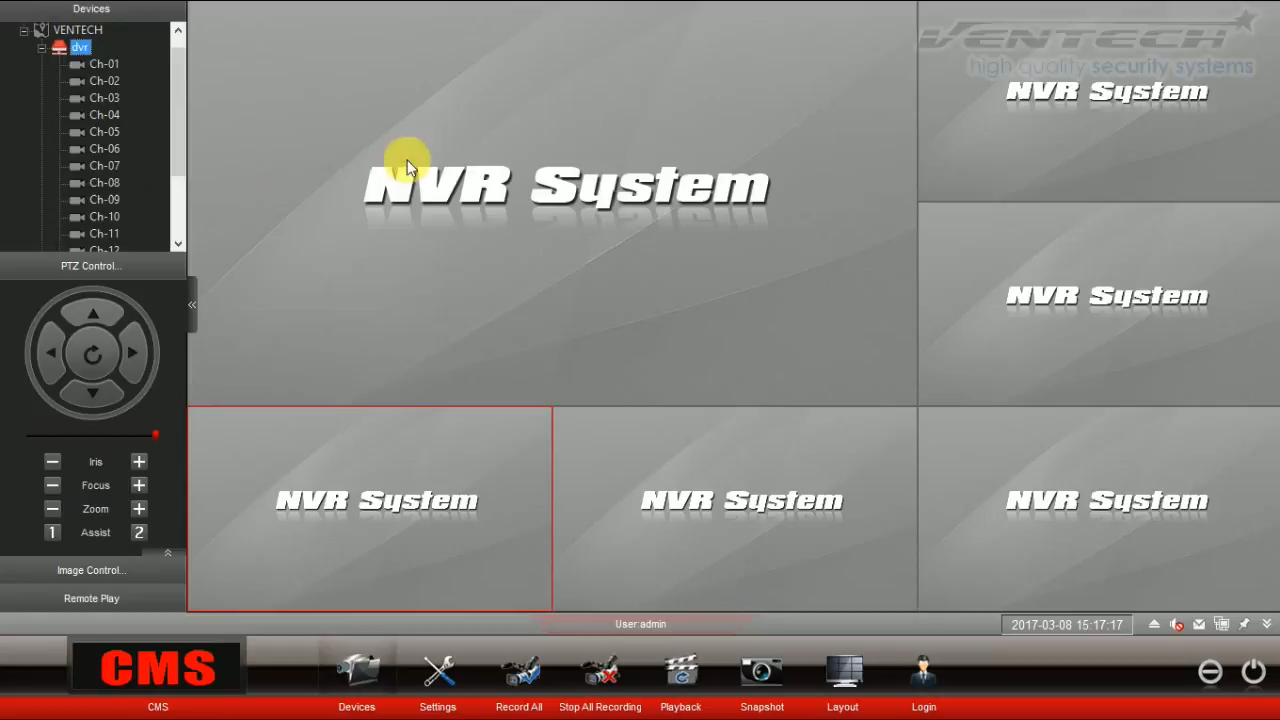 Devices
VENTECH
dvr
Ch-01
Ch-02
Ch-03
Ch-04
Ch-05
Ch-06
Ch-07
Ch-08
Ch-09
Ch-10
Ch-11
Ch-12
PTZ Control...
Iris
Focus
Zoom
1 Assist 2
Image Control...
Remote Play
VENTECH
high quality security systems
NVR System
NVR System
NVR System
NVR System
NVR System
NVR System
User:admin
2017-03-08 15:17:17
CMS
CMS
Devices
Settings
Record All
Stop All Recording
Playback
Snapshot
Layout
Login